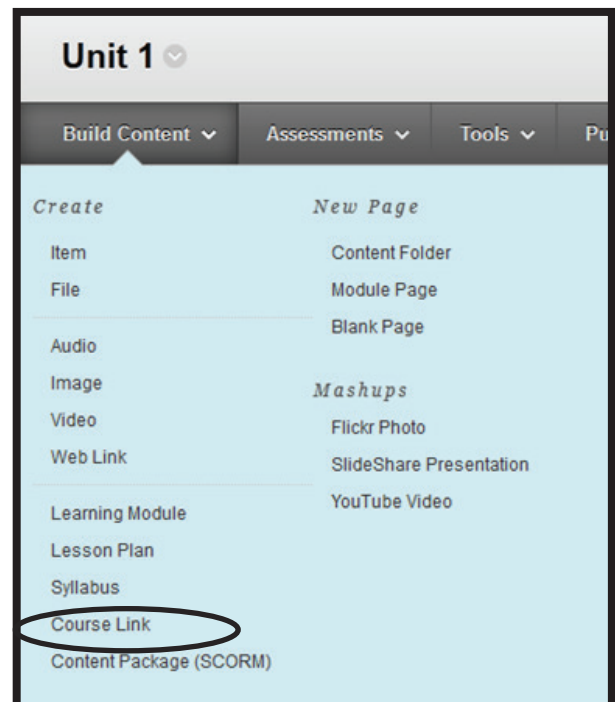 Unit 1
Build Content
Assessments
Tools
Pu
Create
Item
File
Audio
Image
Video
Web Link
Learning Module
Lesson Plan
Syllabus
Course Link
Content Package (SCORM)
New Page
Content Folder
Module Page
Blank Page
Mashups
Flickr Photo
SlideShare Presentation
YouTube Video